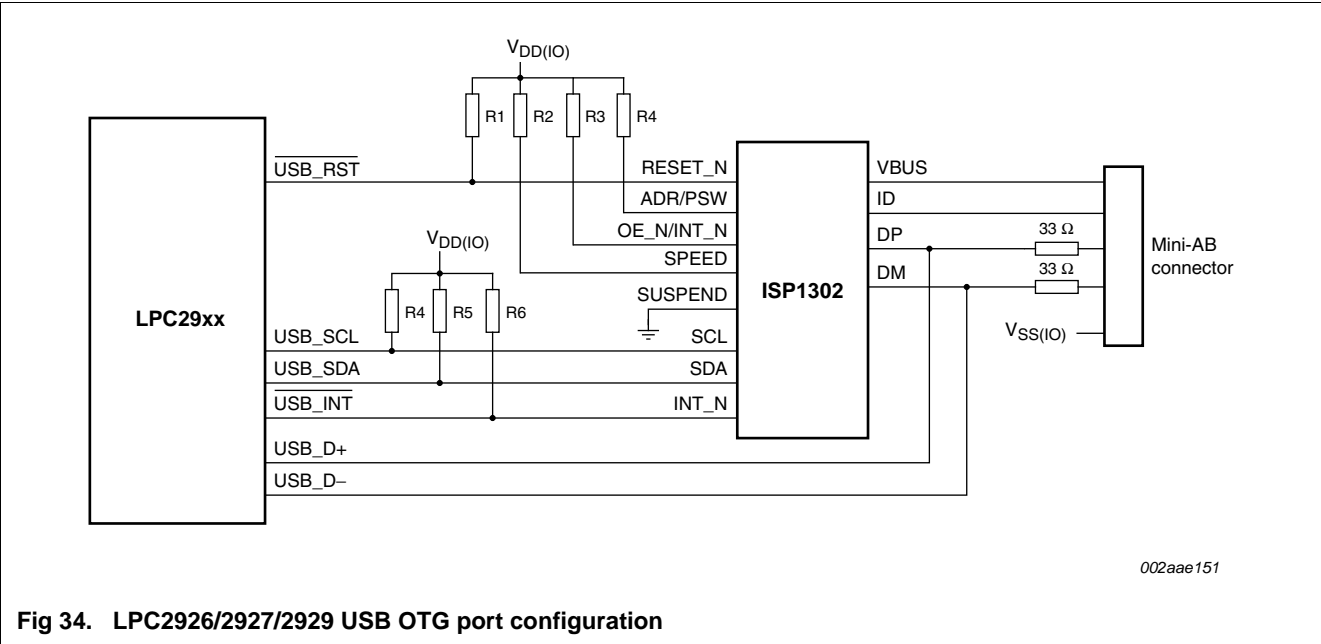 VDD(IO)
R1 R2 R3 R4
USB_RST RESET_N VBUS
ADR/PSW ID
OE_N/INT_N DP 33 Ω
SPEED DM 33 Ω
Mini-AB
connector
VDD(IO)
SUSPEND ISP1302
LPC29xx R4 R5 R6
VSS(IO)
USB_SCL SCL
USB_SDA SDA
USB_INT INT_N
USB_D+
USB_D−
002aae151
Fig 34. LPC2926/2927/2929 USB OTG port configuration